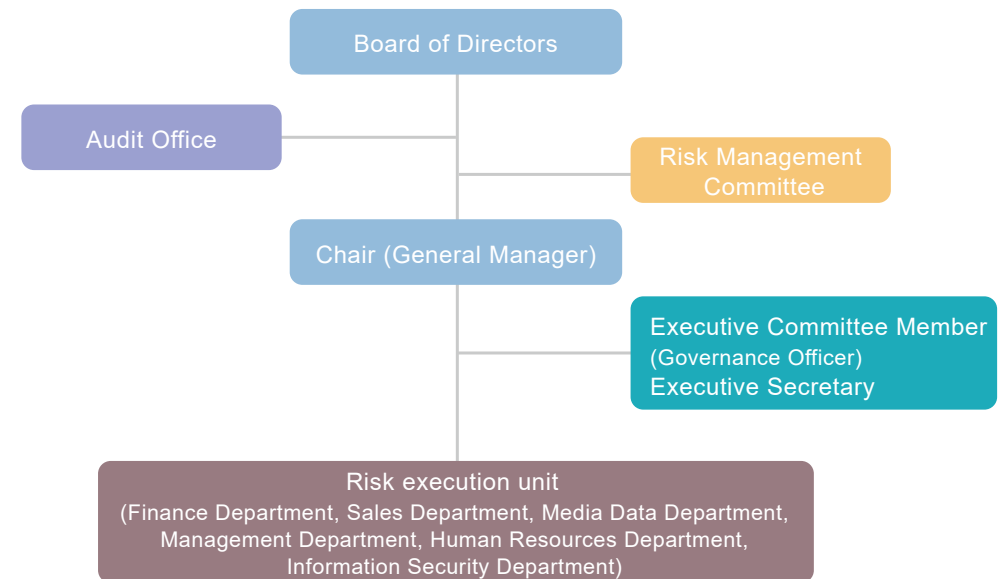 Board of Directors
Audit Office
Risk Management
Committee
Chair (General Manager)
Executive Committee Member
(Governance Officer)
Executive Secretary
Risk execution unit
(Finance Department, Sales Department, Media Data Department,
Management Department, Human Resources Department,
Information Security Department)